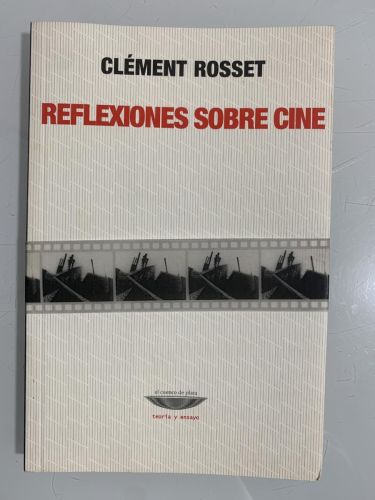 CLÉMENT ROSSET
REFLEXIONES SOBRE CINE
el cuenco de plata
teoría y ensayo